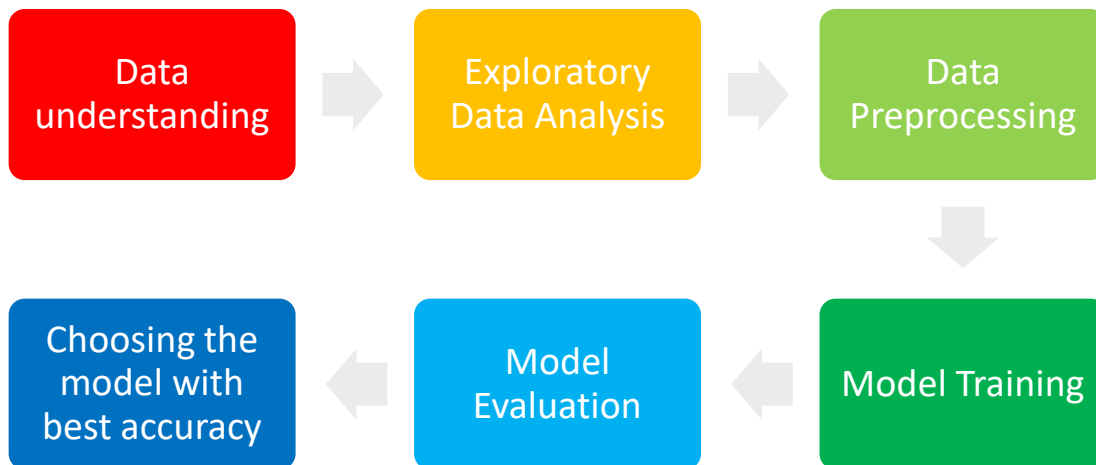 Data
understanding
Exploratory
Data Analysis
Data
Preprocessing
Model Training
Model
Evaluation
Choosing the
model with
best accuracy